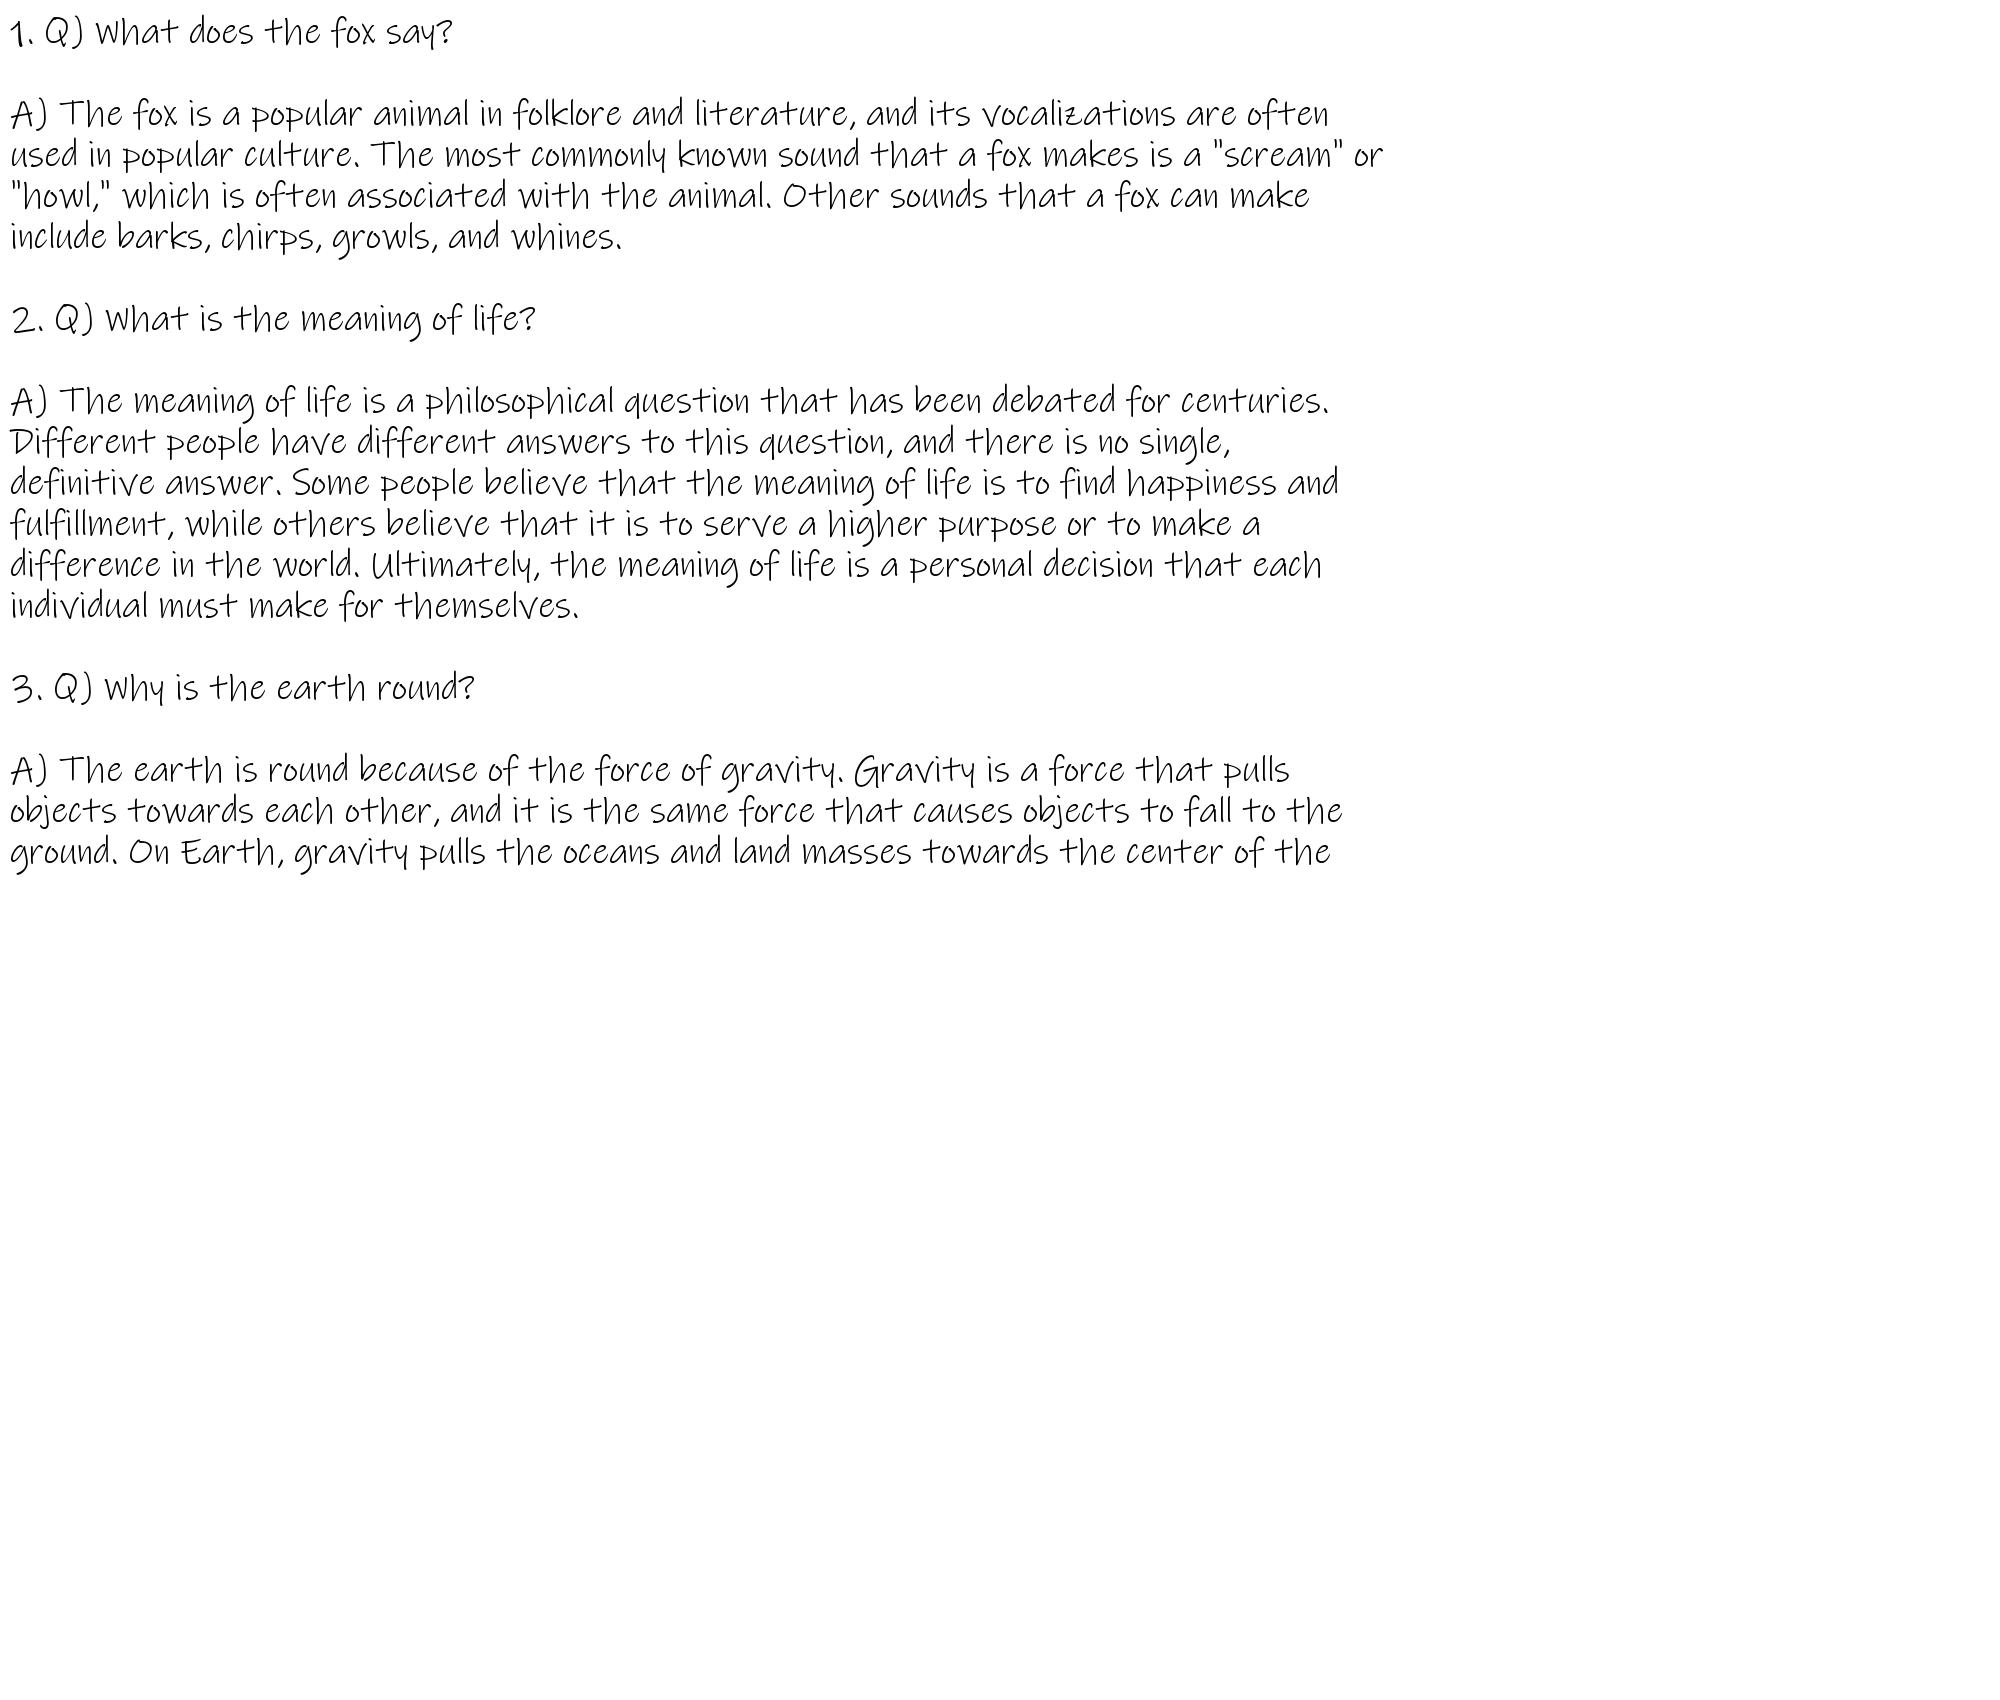 1. Q) What does the fox say?
A) The fox is a popular animal in folklore and literature, and its vocalizations are often
used in popular culture. The most commonly known sound that a fox makes is a "scream" or
"howl," which is often associated with the animal. Other sounds that a fox can make
include barks, chirps, growls, and whines.
2. Q) What is the meaning of life?
A) The meaning of life is a philosophical question that has been debated for centuries.
Different people have different answers to this question, and there is no single,
definitive answer. Some people believe that the meaning of life is to find happiness and
fulfillment, while others believe that it is to serve a higher purpose or to make a
difference in the world. Ultimately, the meaning of life is a personal decision that each
individual must make for themselves.
3. Q) Why is the earth round?
A) The earth is round because of the force of gravity. Gravity is a force that pulls
objects towards each other, and it is the same force that causes objects to fall to the
ground. On Earth, gravity pulls the oceans and land masses towards the center of the